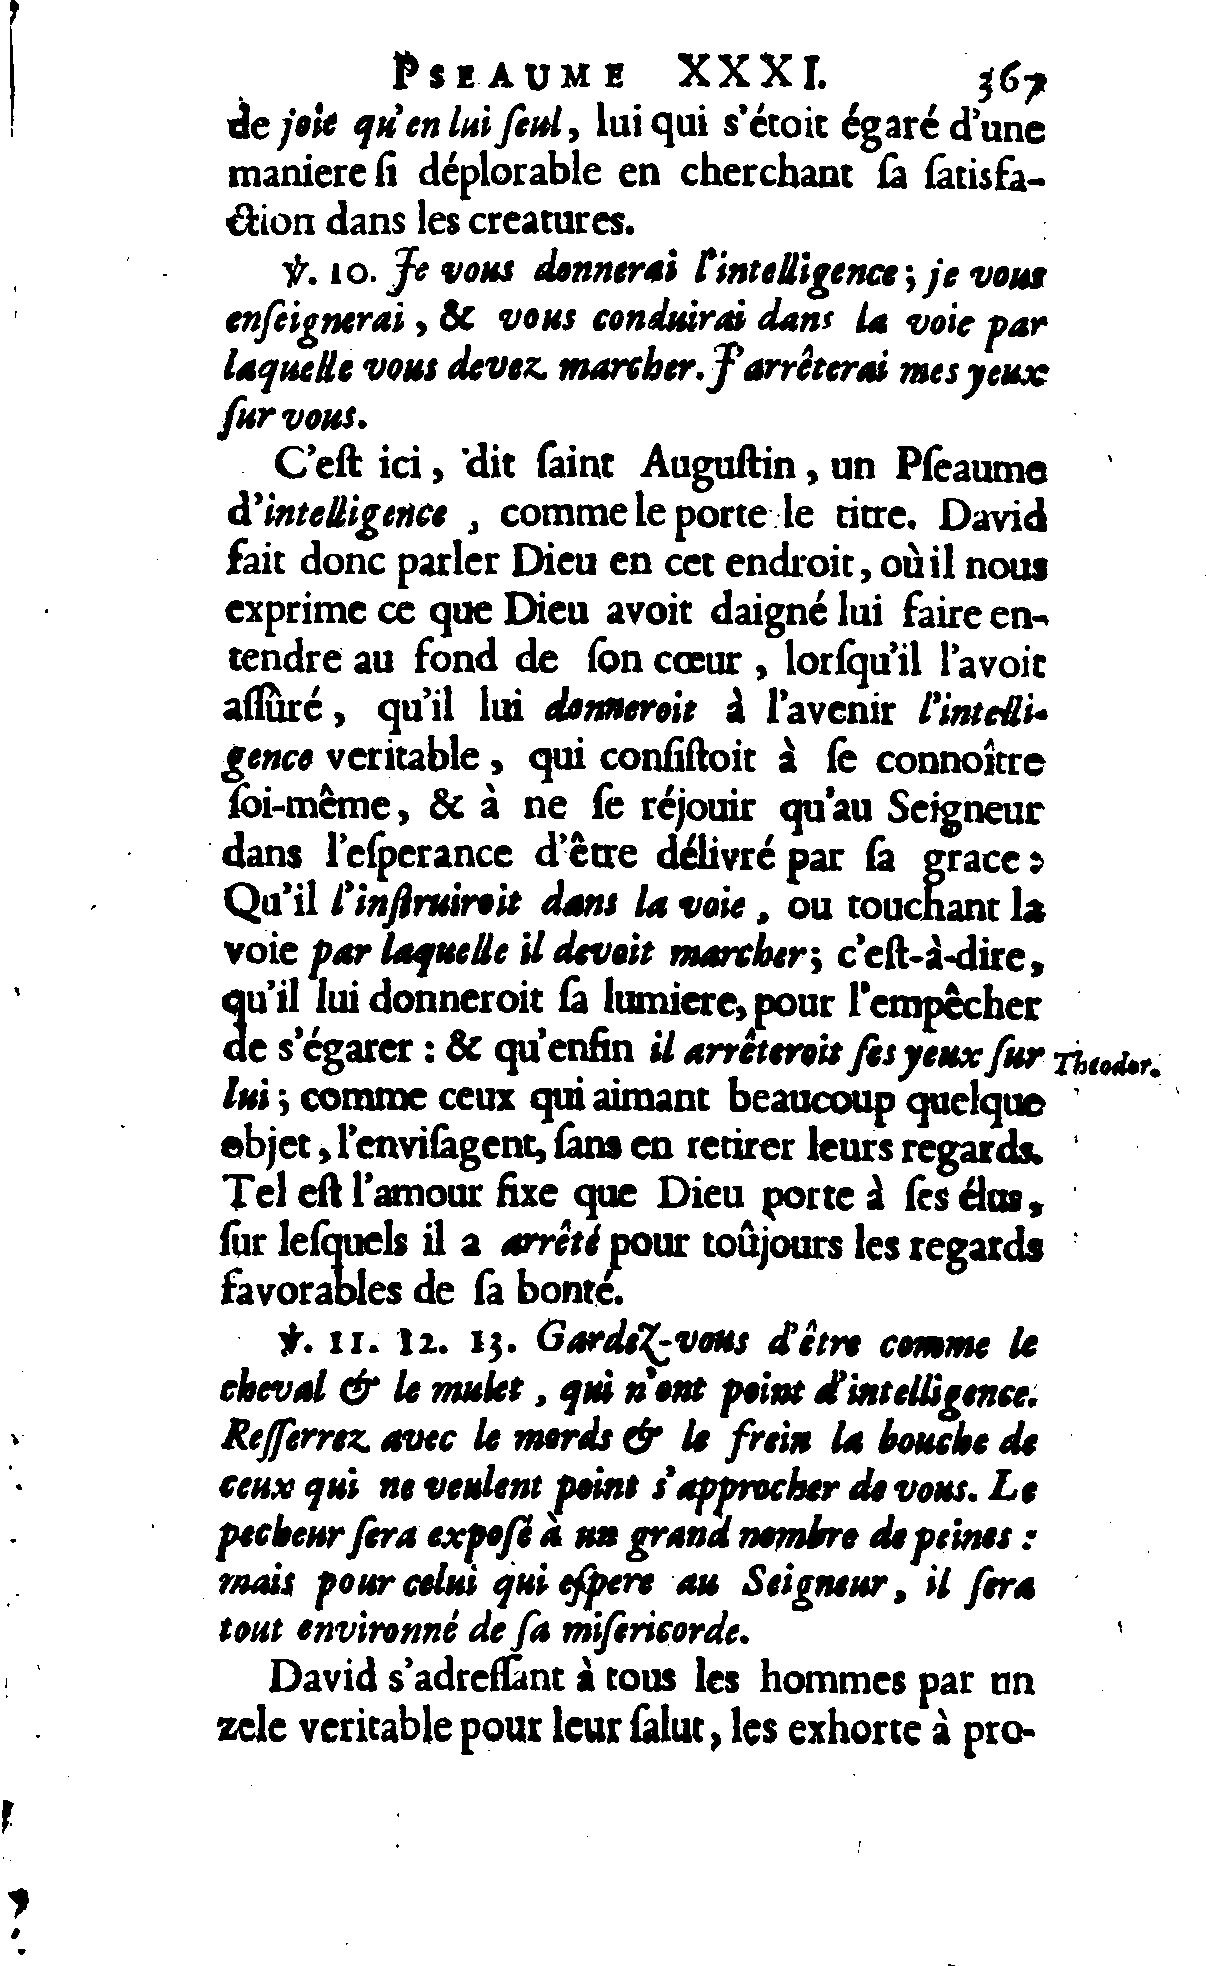 PSEAUME XXXI. 367
de joie qu'en lui ſeul, lui qui s'étoit égaré d'une
maniere ſi déplorable en cherchant ſa ſatisfa-
ction dans les creatures.
℣. 10. Je vous donnerai l'intelligence; je vous
enſeignerai, & vous conduirai dans la voie par
laquelle vous devez marcher. J'arrêterai mes yeux
ſur vous.
C'eſt ici, dit ſaint Auguſtin, un Pſeaume
d'intelligence, comme le porte le titre. David
fait donc parler Dieu en cet endroit, où il nous
exprime ce que Dieu avoit daigné lui faire en-
tendre au fond de ſon cœur, lorſqu'il l'avoit
aſſûré, qu'il lui donneroit à l'avenir l'intelli-
gence veritable, qui conſiſtoit à ſe connoître
ſoi-même, & à ne ſe réjouir qu'au Seigneur
dans l'eſperance d'être délivré par ſa grace:
Qu'il l'inſtruiroit dans la voie, ou touchant la
voie par laquelle il devoit marcher; c'eſt-à-dire,
qu'il lui donneroit ſa lumiere, pour l'empêcher
de s'égarer: & qu'enfin il arrêteroit ſes yeux ſur Theodor.
lui; comme ceux qui aimant beaucoup quelque
objet, l'enviſagent, ſans en retirer leurs regards.
Tel eſt l'amour fixe que Dieu porte à ſes élus,
ſur leſquels il a arrêté pour toûjours les regards
favorables de ſa bonté.
℣. 11. 12. 13. Gardez-vous d'être comme le
cheval & le mulet, qui n'ont point d'intelligence.
Reſſerrez avec le mords & le frein la bouche de
ceux qui ne veulent point s'approcher de vous. Le
pecheur ſera expoſé à un grand nombre de peines:
mais pour celui qui eſpere au Seigneur, il ſera
tout environné de ſa miſericorde.
David s'adreſſant à tous les hommes par un
zele veritable pour leur ſalut, les exhorte à pro-